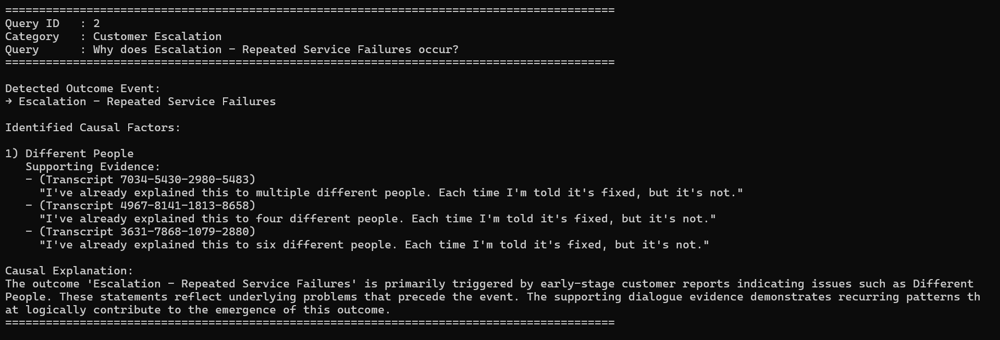 ==========================================================================================
Query ID   : 2
Category   : Customer Escalation
Query      : Why does Escalation - Repeated Service Failures occur?
==========================================================================================
Detected Outcome Event:
→ Escalation - Repeated Service Failures
Identified Causal Factors:
1) Different People
   Supporting Evidence:
   - (Transcript 7034-5430-2980-5483)
     "I've already explained this to multiple different people. Each time I'm told it's fixed, but it's not."
   - (Transcript 4967-8141-1813-8658)
     "I've already explained this to four different people. Each time I'm told it's fixed, but it's not."
   - (Transcript 3631-7868-1079-2880)
     "I've already explained this to six different people. Each time I'm told it's fixed, but it's not."
Causal Explanation:
The outcome 'Escalation - Repeated Service Failures' is primarily triggered by early-stage customer reports indicating issues such as Different
People. These statements reflect underlying problems that precede the event. The supporting dialogue evidence demonstrates recurring patterns th
at logically contribute to the emergence of this outcome.
==========================================================================================